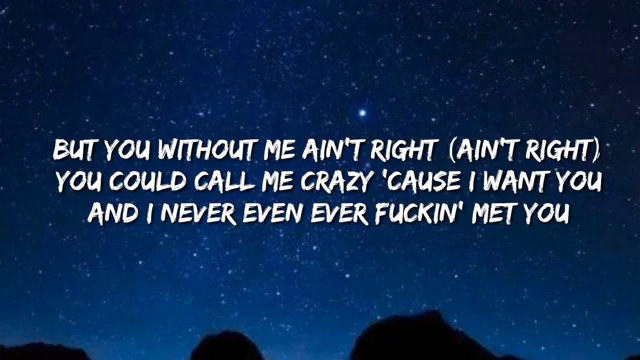 BUT YOU WITHOUT ME AIN'T RIGHT (AIN'T RIGHT)
YOU COULD CALL ME CRAZY 'CAUSE I WANT YOU
AND I NEVER EVEN EVER FUCKIN' MET YOU